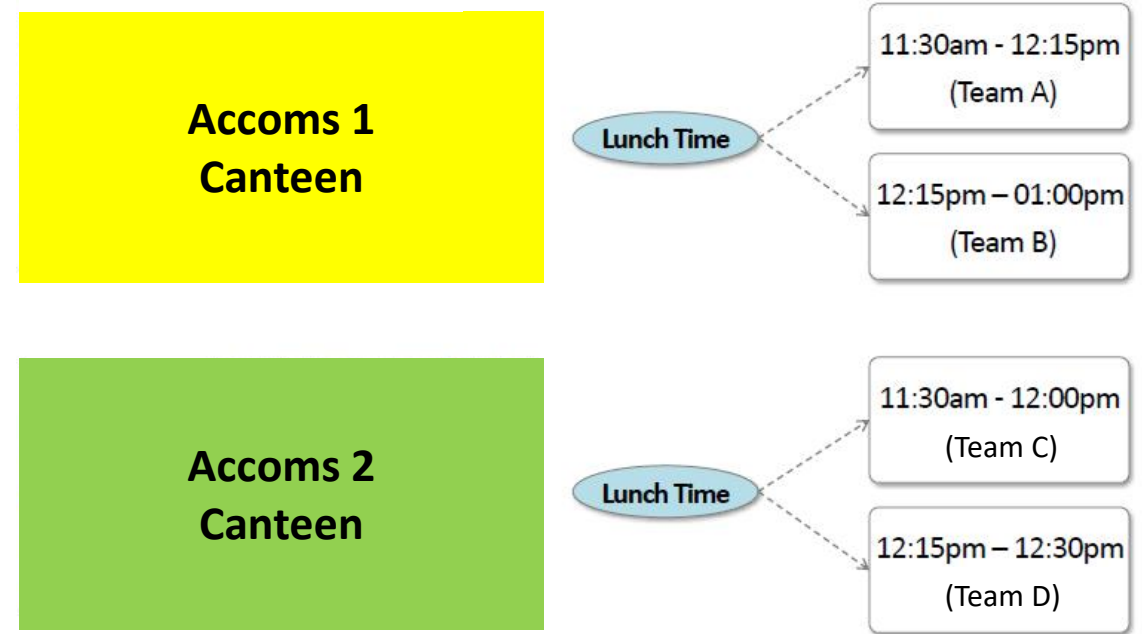 Accoms 1
Canteen
Lunch Time
11:30am - 12:15pm
(Team A)
12:15pm – 01:00pm
(Team B)
Accoms 2
Canteen
Lunch Time
11:30am - 12:00pm
(Team C)
12:15pm – 12:30pm
(Team D)